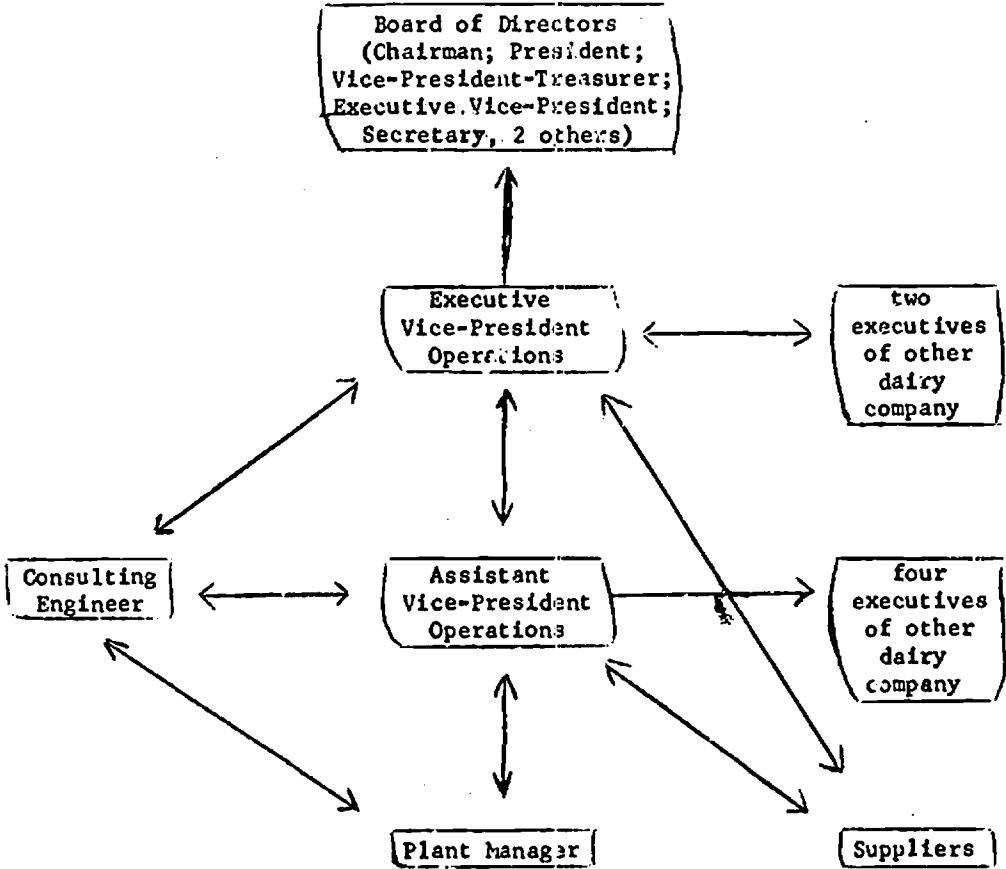 Board of Directors
(Chairman; President;
Vice-President-Treasurer;
Executive Vice-President;
Secretary, 2 others)
Executive
Vice-President
Operations
two
executives
of other
dairy
company
Consulting
Engineer
Assistant
Vice-President
Operations
four
executives
of other
dairy
company
Plant Manager
Suppliers